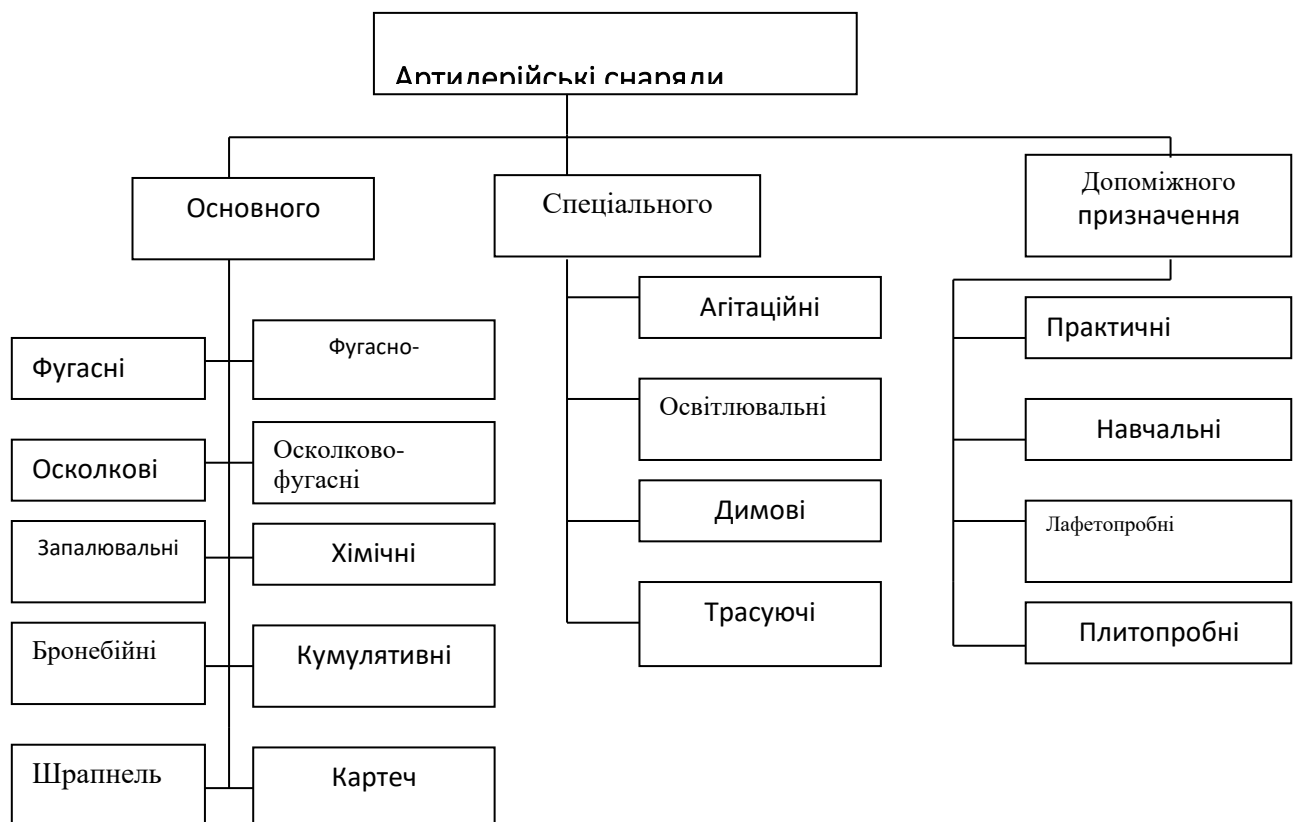 Артилерійські снаряди
Основного
Спеціального
Допоміжного
призначення
Фугасні
Фугасно-
Осколкові
Осколково-
фугасні
Запалювальні
Хімічні
Бронебійні
Кумулятивні
Шрапнель
Картеч
Агітаційні
Освітлювальні
Димові
Трасуючі
Практичні
Навчальні
Лафетопробні
Плитопробні